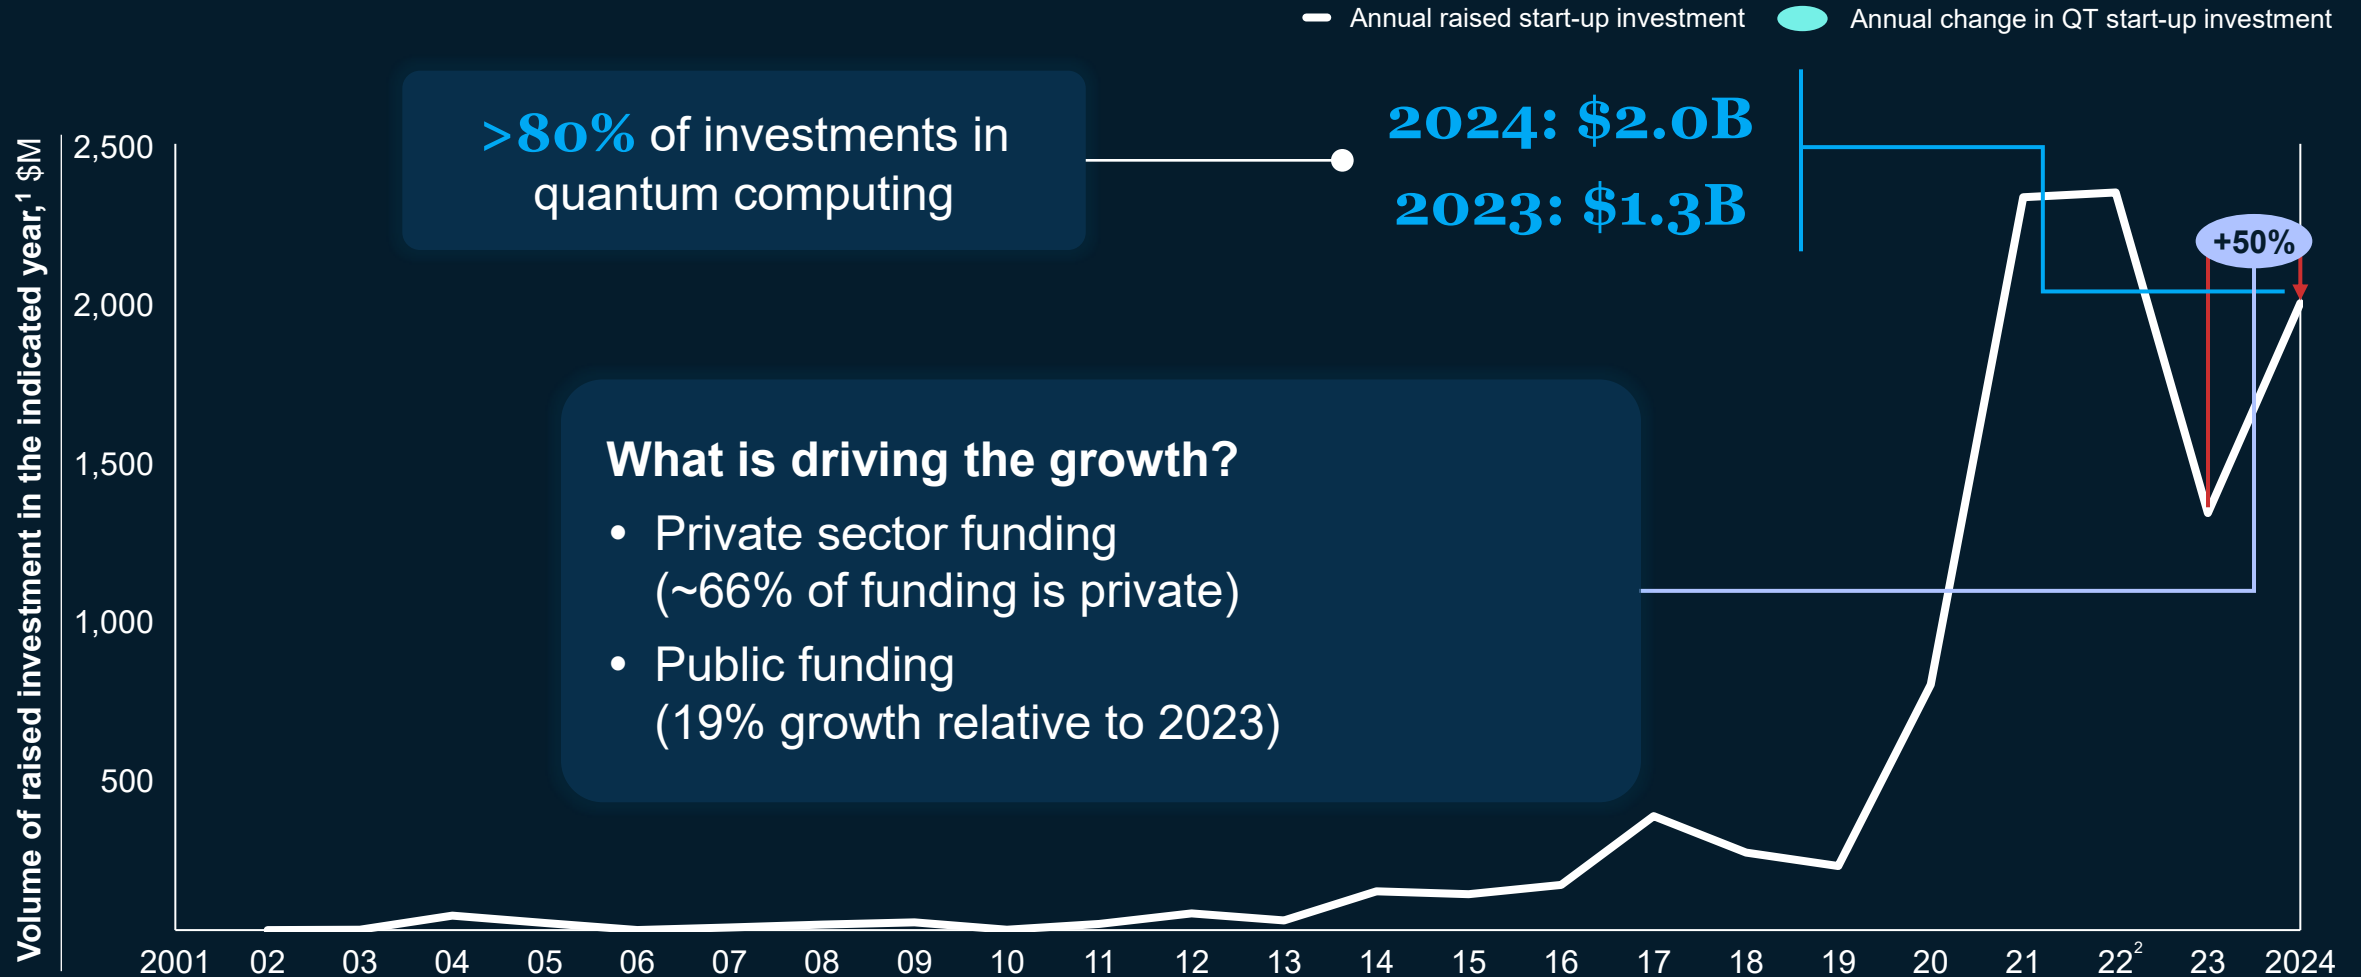 Annual raised start-up investment
Annual change in QT start-up investment
>80% of investments in
quantum computing
2024: $2.0B
2023: $1.3B
Volume of raised investment in the indicated year,¹ $M
2,500
2,000
1,500
1,000
500
+50%
What is driving the growth?
• Private sector funding
(~66% of funding is private)
• Public funding
(19% growth relative to 2023)
2001 02 03 04 05 06 07 08 09 10 11 12 13 14 15 16 17 18 19 20 21 22² 23 2024